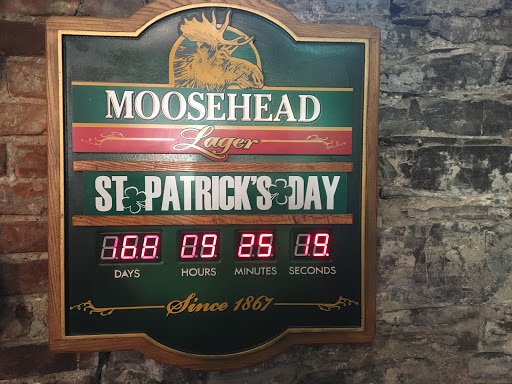 MOOSEHEAD
Lager
ST PATRICK'S DAY
168 09 25 19
DAYS HOURS MINUTES SECONDS
Since 1867